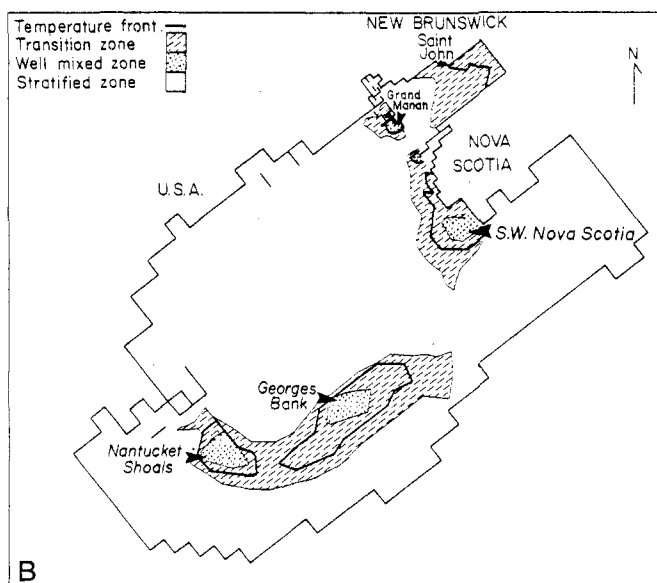 Temperature front
Transition zone
Well mixed zone
Stratified zone
NEW BRUNSWICK
Saint
John
N
Grand
Manan
NOVA
SCOTIA
U.S.A.
S.W. Nova Scotia
Georges
Bank
Nantucket
Shoals
B